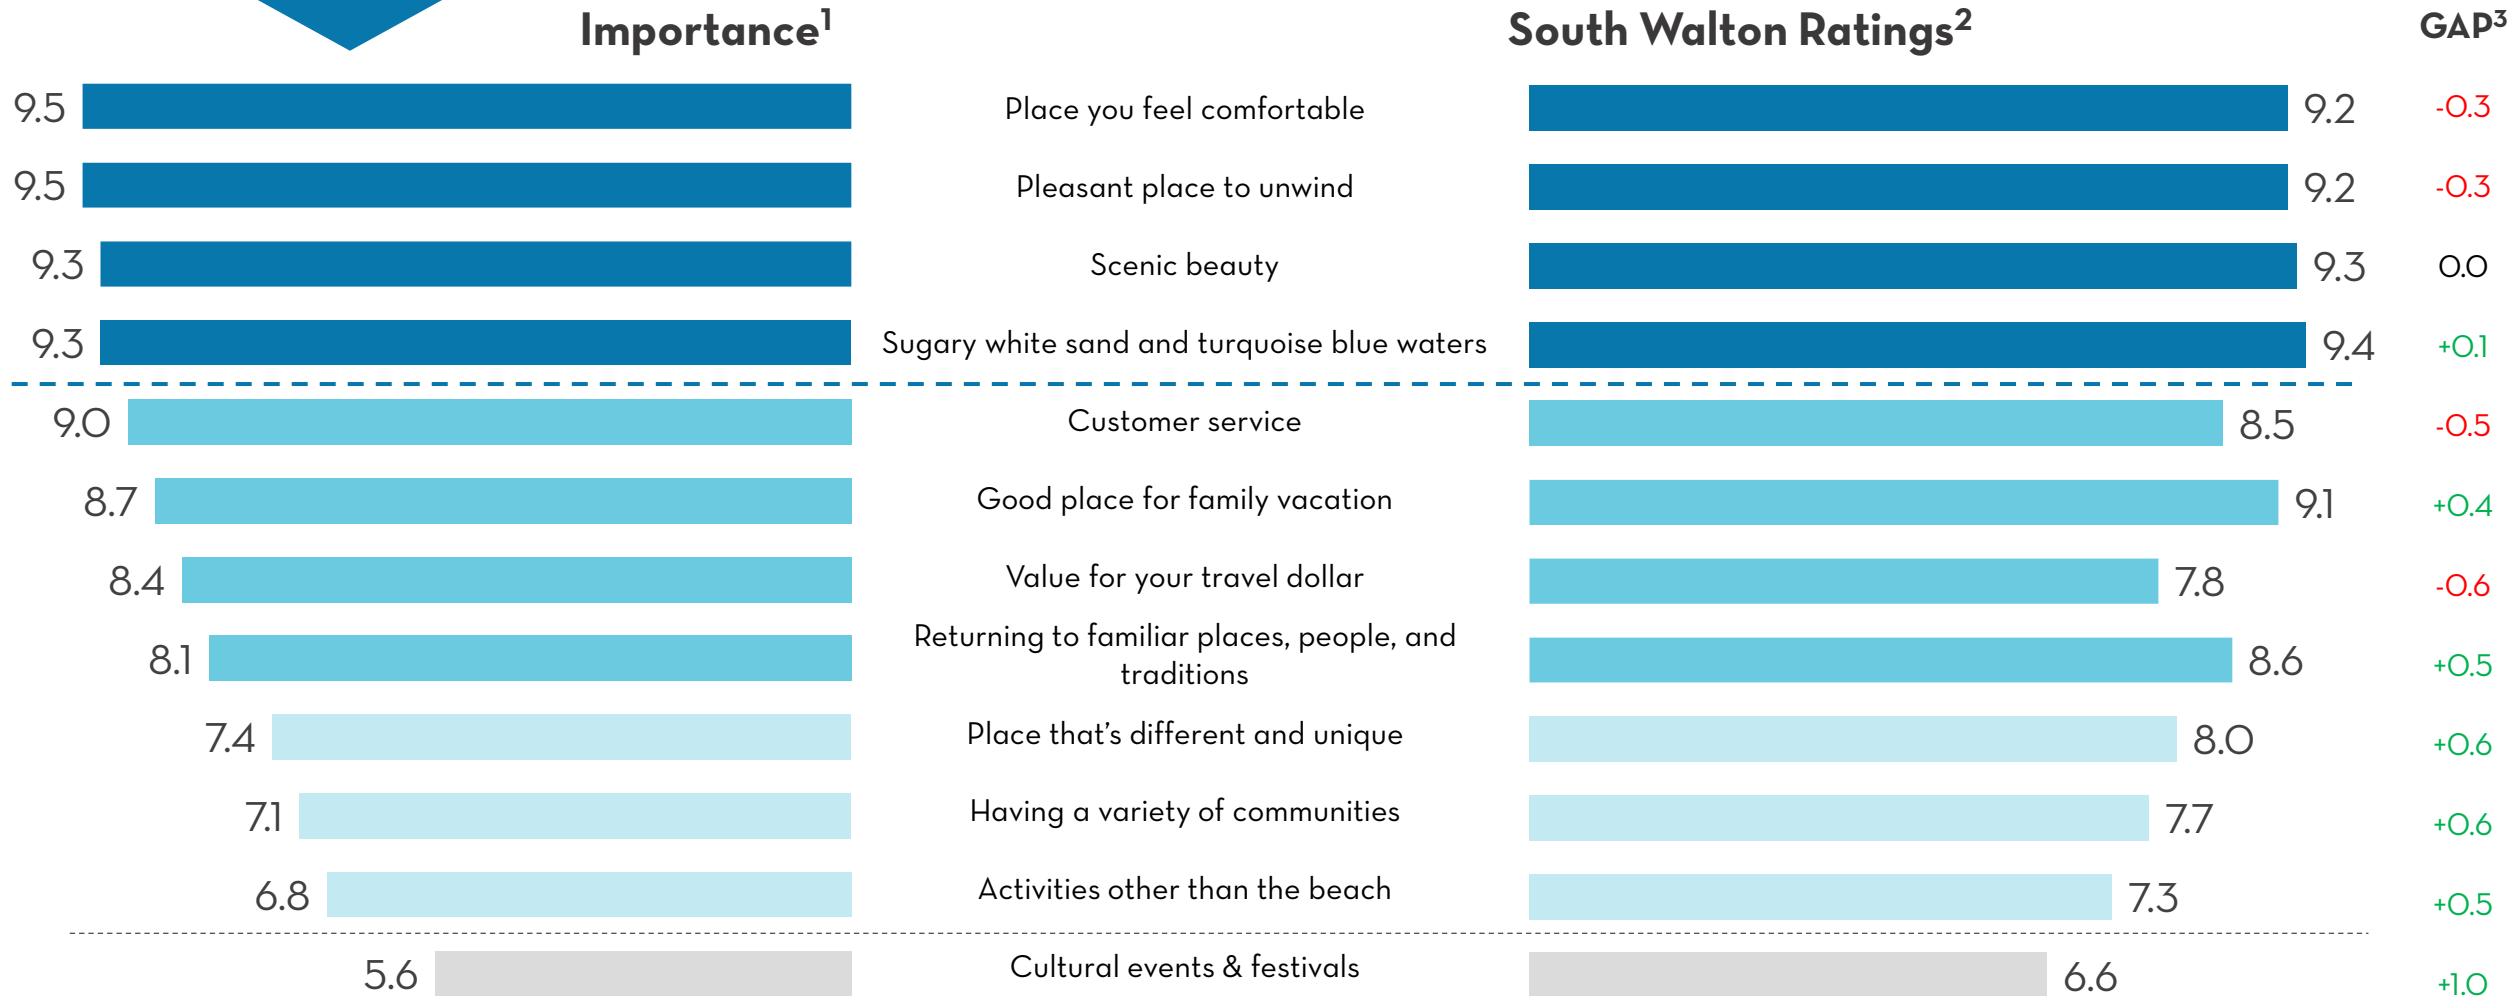 Importance¹ South Walton Ratings² GAP³
9.5 Place you feel comfortable 9.2 -0.3
9.5 Pleasant place to unwind 9.2 -0.3
9.3 Scenic beauty 9.3 0.0
9.3 Sugary white sand and turquoise blue waters 9.4 +0.1
9.0 Customer service 8.5 -0.5
8.7 Good place for family vacation 9.1 +0.4
8.4 Value for your travel dollar 7.8 -0.6
Returning to familiar places, people, and
8.1 traditions 8.6 +0.5
7.4 Place that’s different and unique 8.0 +0.6
7.1 Having a variety of communities 7.7 +0.6
6.8 Activities other than the beach 7.3 +0.5
5.6 Cultural events & festivals 6.6 +1.0